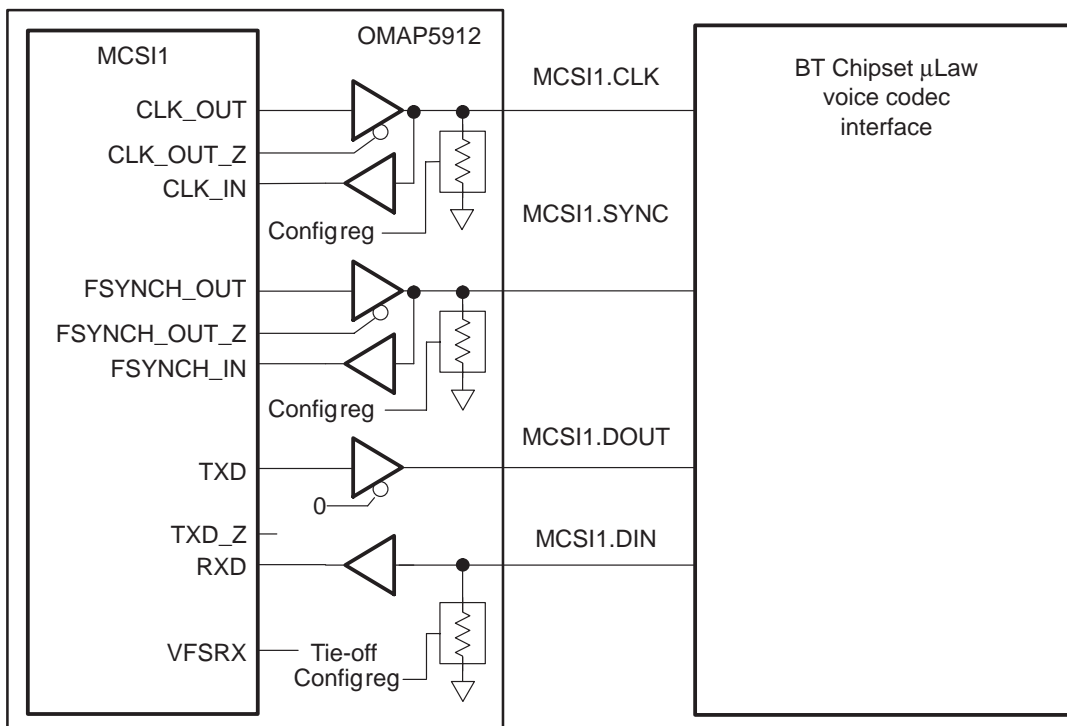 OMAP5912
MCSI1
CLK_OUT
CLK_OUT_Z
CLK_IN
Config reg
MCSI1.CLK
BT Chipset μLaw
voice codec
interface
MCSI1.SYNC
FSYNCH_OUT
FSYNCH_OUT_Z
FSYNCH_IN
Config reg
MCSI1.DOUT
TXD
0
TXD_Z
MCSI1.DIN
RXD
VFSRX
Tie-off
Config reg